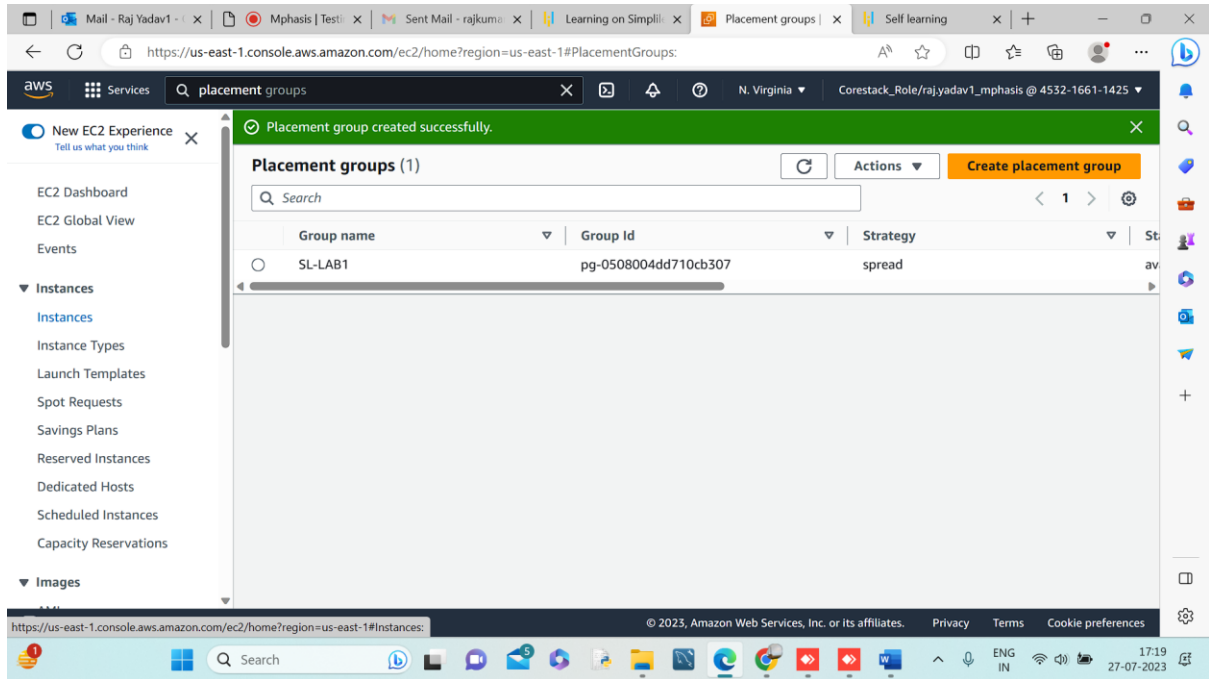 Mail - Raj Yadav1 -
Mphasis | Testi
Sent Mail - rajkuma
Learning on Simplile
Placement groups |
Self learning
https://us-east-1.console.aws.amazon.com/ec2/home?region=us-east-1#PlacementGroups:
aws
Services
placement groups
N. Virginia
Corestack_Role/raj.yadav1_mphasis @ 4532-1661-1425
New EC2 Experience
Tell us what you think
EC2 Dashboard
EC2 Global View
Events
Instances
Instances
Instance Types
Launch Templates
Spot Requests
Savings Plans
Reserved Instances
Dedicated Hosts
Scheduled Instances
Capacity Reservations
Images
Placement group created successfully.
Placement groups (1)
Actions
Create placement group
Search
1
Group name
Group Id
Strategy
St
SL-LAB1
pg-0508004dd710cb307
spread
av
https://us-east-1.console.aws.amazon.com/ec2/home?region=us-east-1#Instances:
© 2023, Amazon Web Services, Inc. or its affiliates.
Privacy
Terms
Cookie preferences
1
Search
5
ENG
IN
17:19
27-07-2023